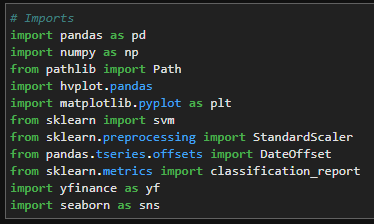 # Imports
import pandas as pd
import numpy as np
from pathlib import Path
import hvplot.pandas
import matplotlib.pyplot as plt
from sklearn import svm
from sklearn.preprocessing import StandardScaler
from pandas.tseries.offsets import DateOffset
from sklearn.metrics import classification_report
import yfinance as yf
import seaborn as sns